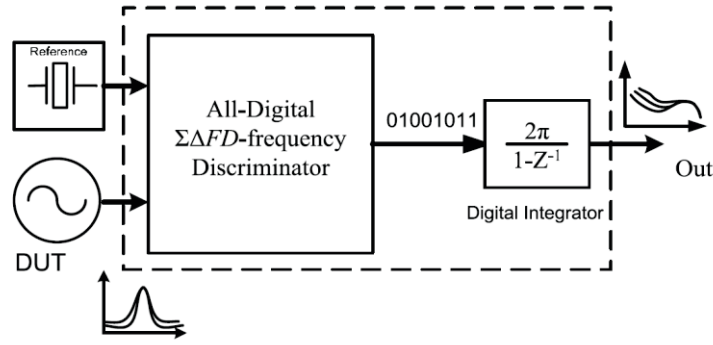 Reference
All-Digital
ΣΔFD-frequency
Discriminator
01001011
2π
1-Z⁻¹
Digital Integrator
Out
DUT